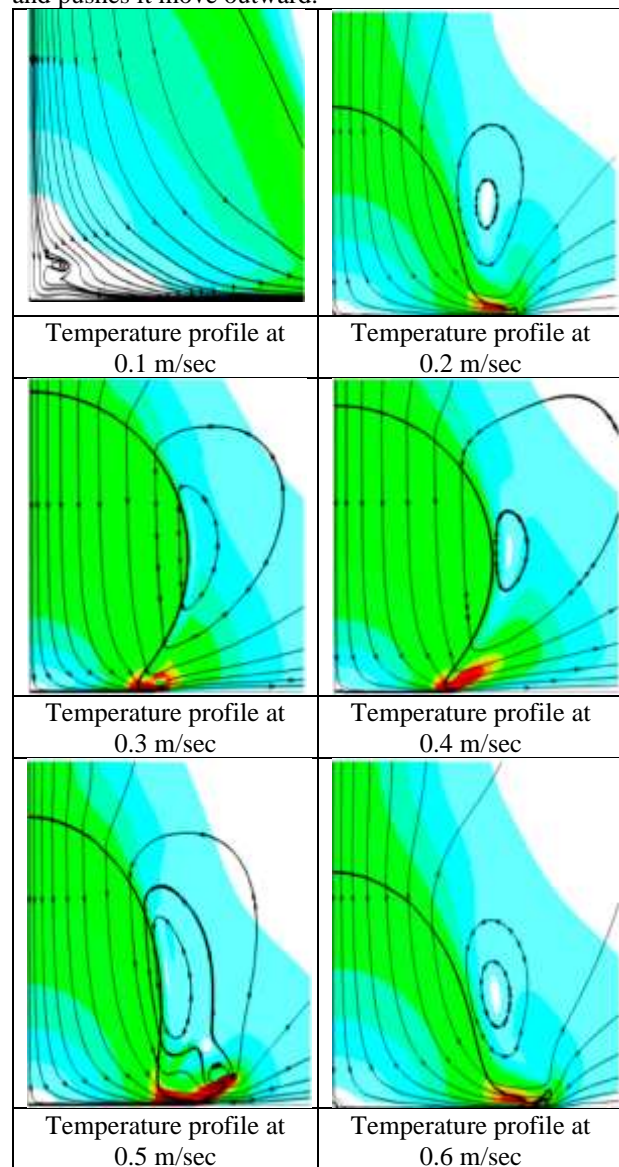 and pushes it move outward.
Temperature profile at
0.1 m/sec
Temperature profile at
0.2 m/sec
Temperature profile at
0.3 m/sec
Temperature profile at
0.4 m/sec
Temperature profile at
0.5 m/sec
Temperature profile at
0.6 m/sec